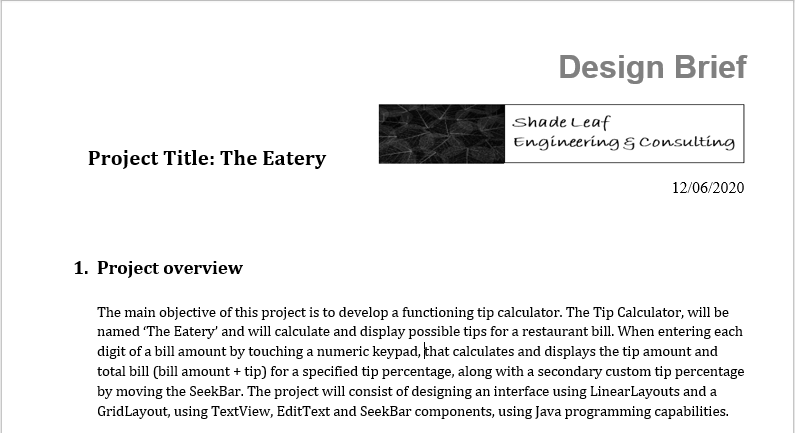 Design Brief
Shade Leaf
Engineering & Consulting
Project Title: The Eatery
12/06/2020
1. Project overview
The main objective of this project is to develop a functioning tip calculator. The Tip Calculator, will be
named ‘The Eatery’ and will calculate and display possible tips for a restaurant bill. When entering each
digit of a bill amount by touching a numeric keypad, that calculates and displays the tip amount and
total bill (bill amount + tip) for a specified tip percentage, along with a secondary custom tip percentage
by moving the SeekBar. The project will consist of designing an interface using LinearLayouts and a
GridLayout, using TextView, EditText and SeekBar components, using Java programming capabilities.